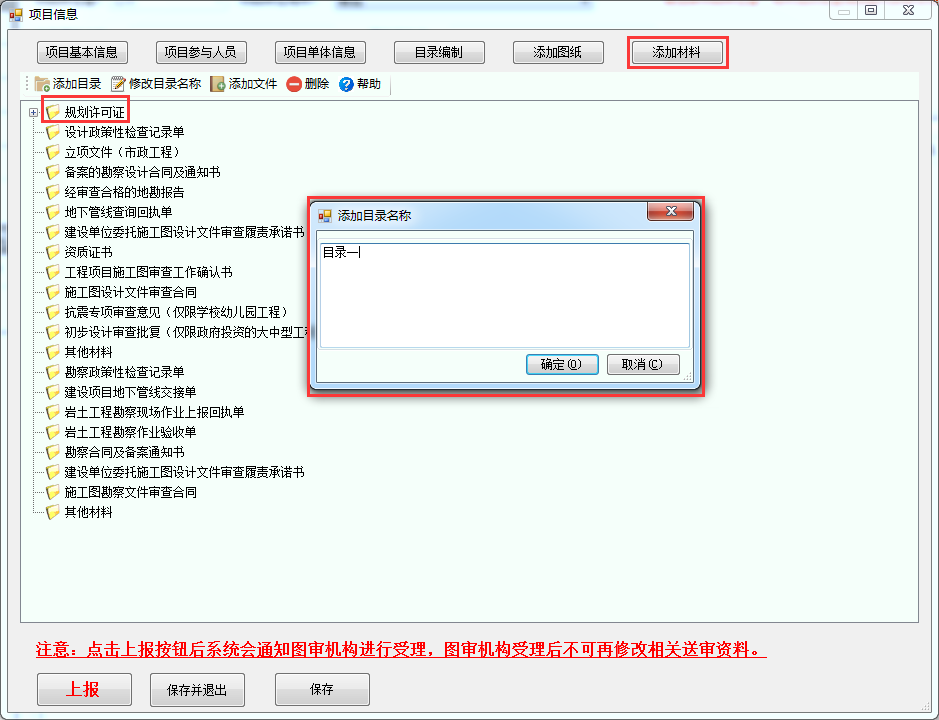 项目信息
项目基本信息 项目参与人员 项目单体信息 目录编制 添加图纸 添加材料
添加目录 修改目录名称 添加文件 删除 帮助
规划许可证
设计政策性检查记录单
立项文件（市政工程）
备案的勘察设计合同及通知书
经审查合格的地勘报告
地下管线查询回执单
建设单位委托施工图设计文件审查履责承诺书
资质证书
工程项目施工图审查工作确认书
施工图设计文件审查合同
抗震专项审查意见（仅限学校幼儿园工程）
初步设计审查批复（仅限政府投资的大中型工
其他材料
勘察政策性检查记录单
建设项目地下管线交接单
岩土工程勘察现场作业上报回执单
岩土工程勘察作业验收单
勘察合同及备案通知书
建设单位委托施工图设计文件审查履责承诺书
施工图勘察文件审查合同
其他材料
添加目录名称
目录一
确定(O) 取消(C)
注意：点击上报按钮后系统会通知图审机构进行受理，图审机构受理后不可再修改相关送审资料。
上报 保存并退出 保存